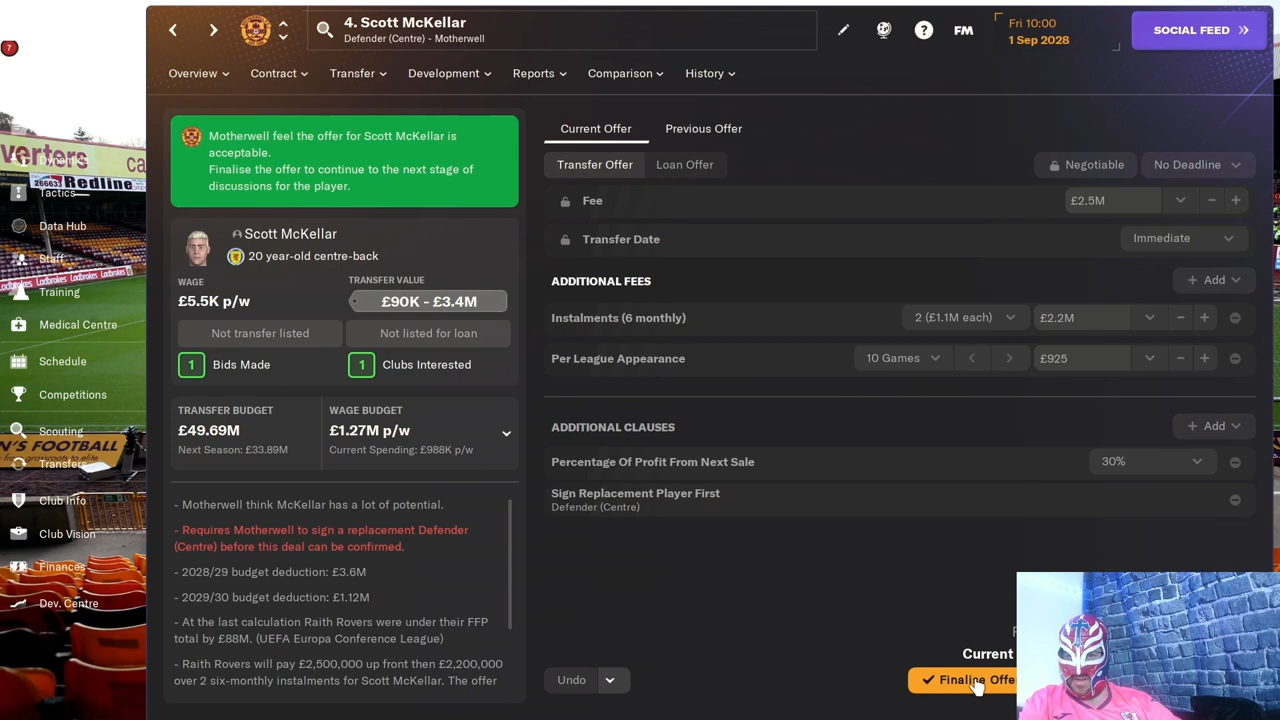 7
4. Scott McKellar
Defender (Centre) - Motherwell
FM
Fri 10:00
1 Sep 2028
SOCIAL FEED
Overview
Contract
Transfer
Development
Reports
Comparison
History
Dynamics
Tactics
Data Hub
Staff
Training
Medical Centre
Schedule
Competitions
Scouting
Transfers
Club Info
Club Vision
Finances
Dev. Centre
verters
Ca
266633 Redline
Ladbrokes
N'S FOOTBALL
Motherwell feel the offer for Scott McKellar is
acceptable.
Finalise the offer to continue to the next stage of
discussions for the player.
Scott McKellar
20 year-old centre-back
WAGE
£5.5K p/w
TRANSFER VALUE
£90K - £3.4M
Not transfer listed
Not listed for loan
1 Bids Made
1 Clubs Interested
TRANSFER BUDGET
£49.69M
Next Season: £33.89M
WAGE BUDGET
£1.27M p/w
Current Spending: £988K p/w
- Motherwell think McKellar has a lot of potential.
- Requires Motherwell to sign a replacement Defender
(Centre) before this deal can be confirmed.
- 2028/29 budget deduction: £3.6M
- 2029/30 budget deduction: £1.12M
- At the last calculation Raith Rovers were under their FFP
total by £88M. (UEFA Europa Conference League)
- Raith Rovers will pay £2,500,000 up front then £2,200,000
over 2 six-monthly instalments for Scott McKellar. The offer
Current Offer
Previous Offer
Transfer Offer
Loan Offer
Negotiable
No Deadline
Fee
£2.5M
Transfer Date
Immediate
ADDITIONAL FEES
Add
Instalments (6 monthly)
2 (£1.1M each)
£2.2M
Per League Appearance
10 Games
£925
ADDITIONAL CLAUSES
Add
Percentage Of Profit From Next Sale
30%
Sign Replacement Player First
Defender (Centre)
Current
Undo
Finalise Offe